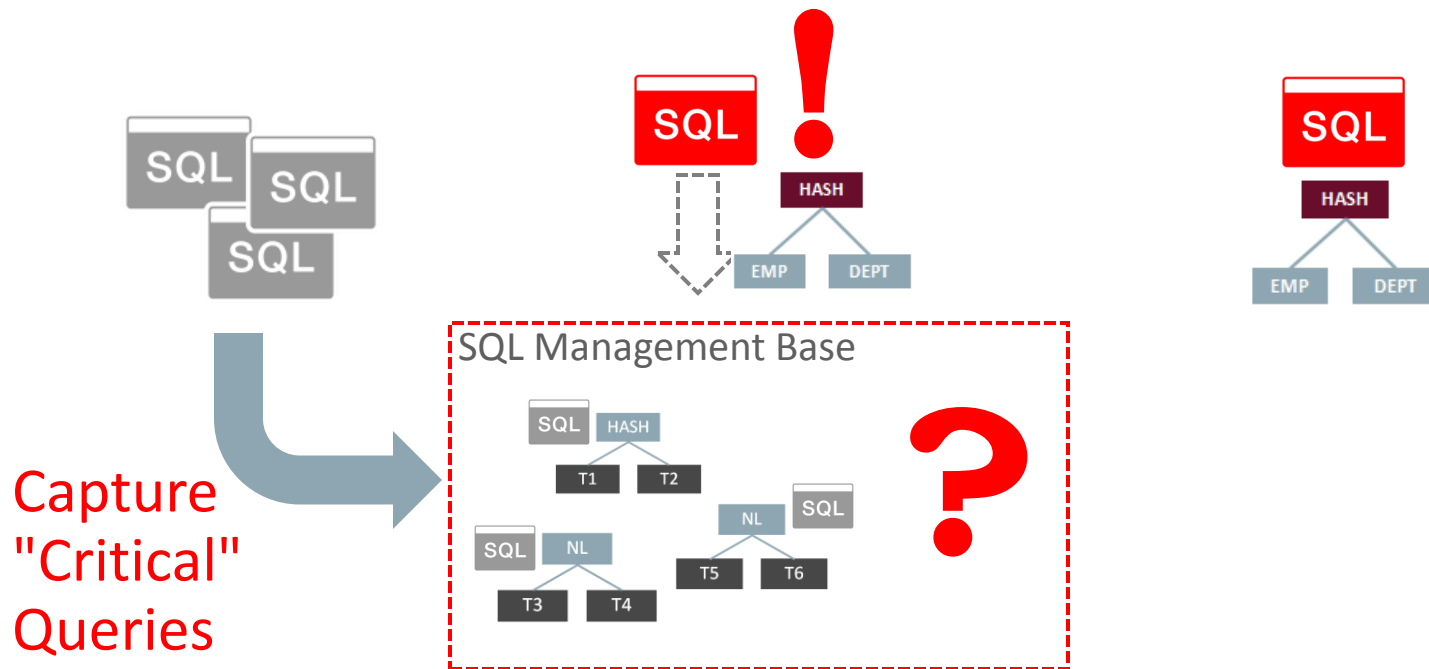 SQL
SQL
SQL
SQL
!
HASH
EMP
DEPT
SQL
HASH
EMP
DEPT
Capture
"Critical"
Queries
SQL Management Base
SQL
HASH
T1
T2
SQL
NL
T3
T4
NL
SQL
T5
T6
?